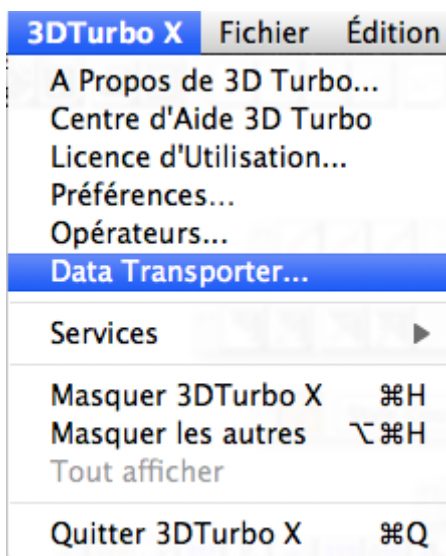 3DTurbo X Fichier Édition
A Propos de 3D Turbo...
Centre d'Aide 3D Turbo
Licence d'Utilisation...
Préférences...
Opérateurs...
Data Transporter...
Services
Masquer 3DTurbo X ⌘H
Masquer les autres ⌥⌘H
Tout afficher
Quitter 3DTurbo X ⌘Q